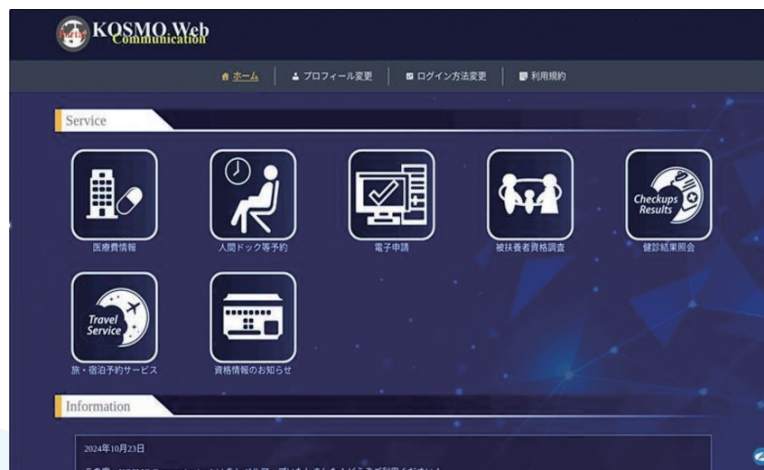 Portal
KOSMO Web
Communication
ホーム
プロフィール変更
ログイン方法変更
利用規約
Service
医療費情報
人間ドック等予約
電子申請
被扶養者資格調査
Checkups
Results
健診結果照会
Travel
Service
旅・宿泊予約サービス
資格情報のお知らせ
Information
2024年10月23日